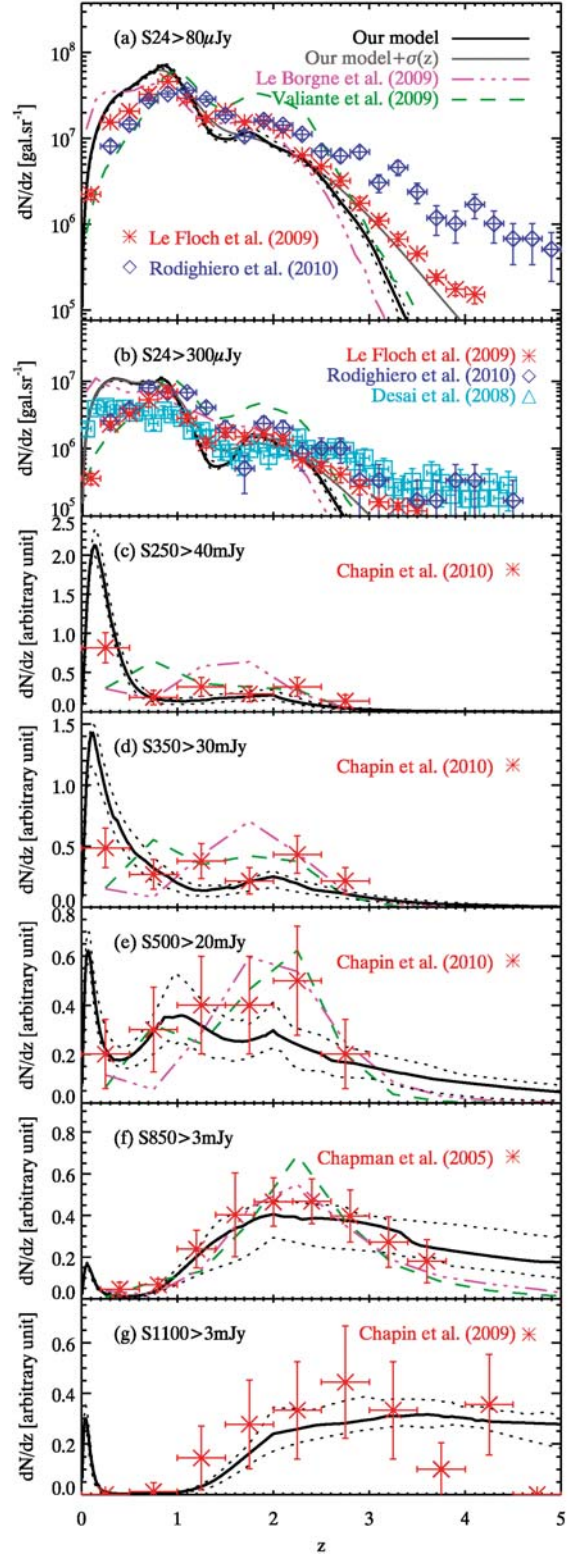 (a) S24>80μJy
Our model
Our model+σ(z)
Le Borgne et al. (2009)
Valiante et al. (2009)
Le Floch et al. (2009)
Rodighiero et al. (2010)
dN/dz [gal.sr⁻¹]
10⁸
10⁷
10⁶
10⁵
(b) S24>300μJy
Le Floch et al. (2009)
Rodighiero et al. (2010)
Desai et al. (2008)
dN/dz [gal.sr⁻¹]
10⁷
10⁶
10⁵
(c) S250>40mJy
Chapin et al. (2010)
dN/dz [arbitrary unit]
2.5
2.0
1.5
1.0
0.5
0.0
(d) S350>30mJy
Chapin et al. (2010)
dN/dz [arbitrary unit]
1.5
1.0
0.5
0.0
(e) S500>20mJy
Chapin et al. (2010)
dN/dz [arbitrary unit]
0.8
0.6
0.4
0.2
0.0
(f) S850>3mJy
Chapman et al. (2005)
dN/dz [arbitrary unit]
0.8
0.6
0.4
0.2
0.0
(g) S1100>3mJy
Chapin et al. (2009)
dN/dz [arbitrary unit]
0.6
0.4
0.2
0.0
0 1 2 3 4 5
z